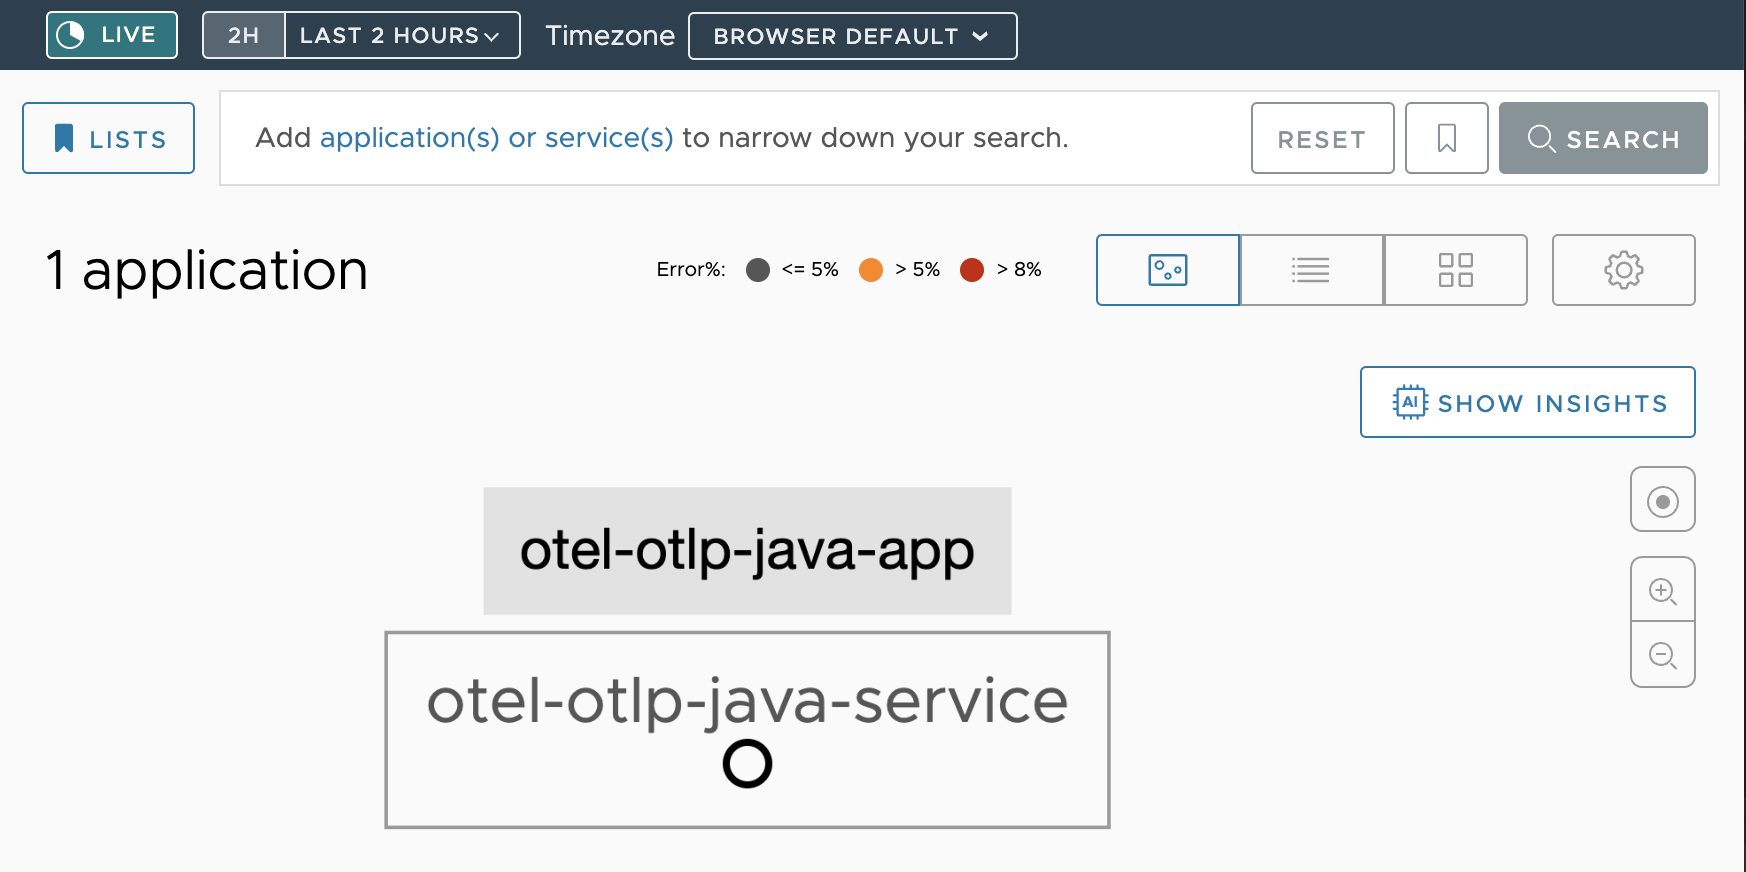 LIVE 2H LAST 2 HOURS Timezone BROWSER DEFAULT
LISTS Add application(s) or service(s) to narrow down your search. RESET SEARCH
1 application Error%: <= 5% > 5% > 8%
AI SHOW INSIGHTS
otel-otlp-java-app
otel-otlp-java-service